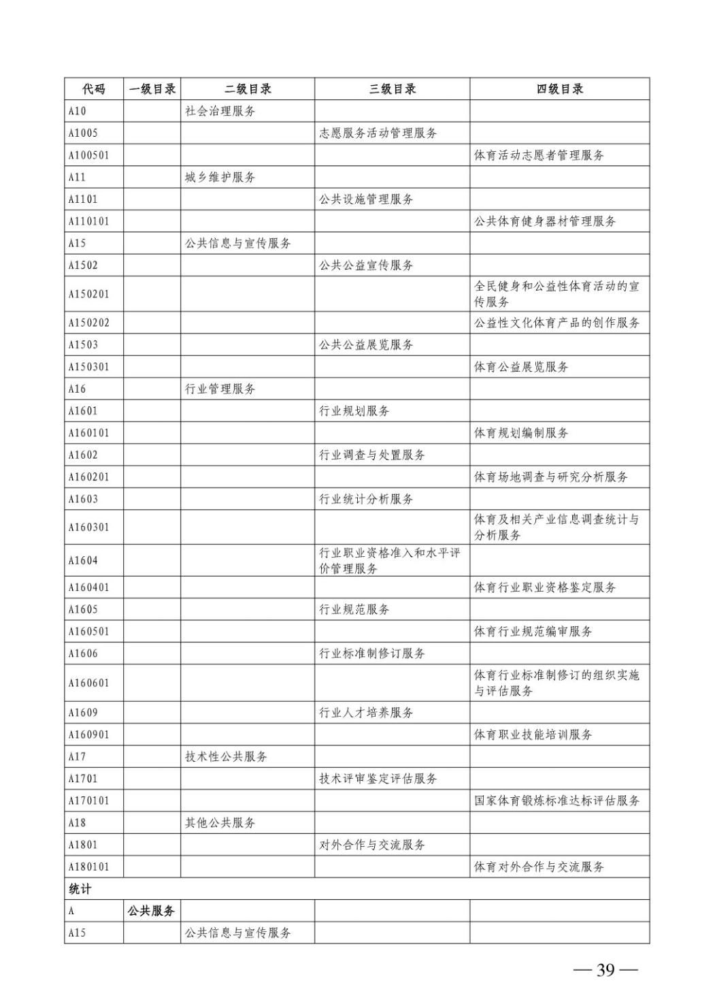 代码 一级目录 二级目录 三级目录 四级目录
A10 社会治理服务
A1005 志愿服务活动管理服务
A100501 体育活动志愿者管理服务
A11 城乡维护服务
A1101 公共设施管理服务
A110101 公共体育健身器材管理服务
A15 公共信息与宣传服务
A1502 公共公益宣传服务
A150201 全民健身和公益性体育活动的宣
传服务
A150202 公益性文化体育产品的创作服务
A1503 公共公益展览服务
A150301 体育公益展览服务
A16 行业管理服务
A1601 行业规划服务
A160101 体育规划编制服务
A1602 行业调查与处置服务
A160201 体育场地调查与研究分析服务
A1603 行业统计分析服务
A160301 体育及相关产业信息调查统计与
分析服务
A1604 行业职业资格准入和水平评
价管理服务
A160401 体育行业职业资格鉴定服务
A1605 行业规范服务
A160501 体育行业规范编审服务
A1606 行业标准制修订服务
A160601 体育行业标准制修订的组织实施
与评估服务
A1609 行业人才培养服务
A160901 体育职业技能培训服务
A17 技术性公共服务
A1701 技术评审鉴定评估服务
A170101 国家体育锻炼标准达标评估服务
A18 其他公共服务
A1801 对外合作与交流服务
A180101 体育对外合作与交流服务
统计
A 公共服务
A15 公共信息与宣传服务
— 39 —